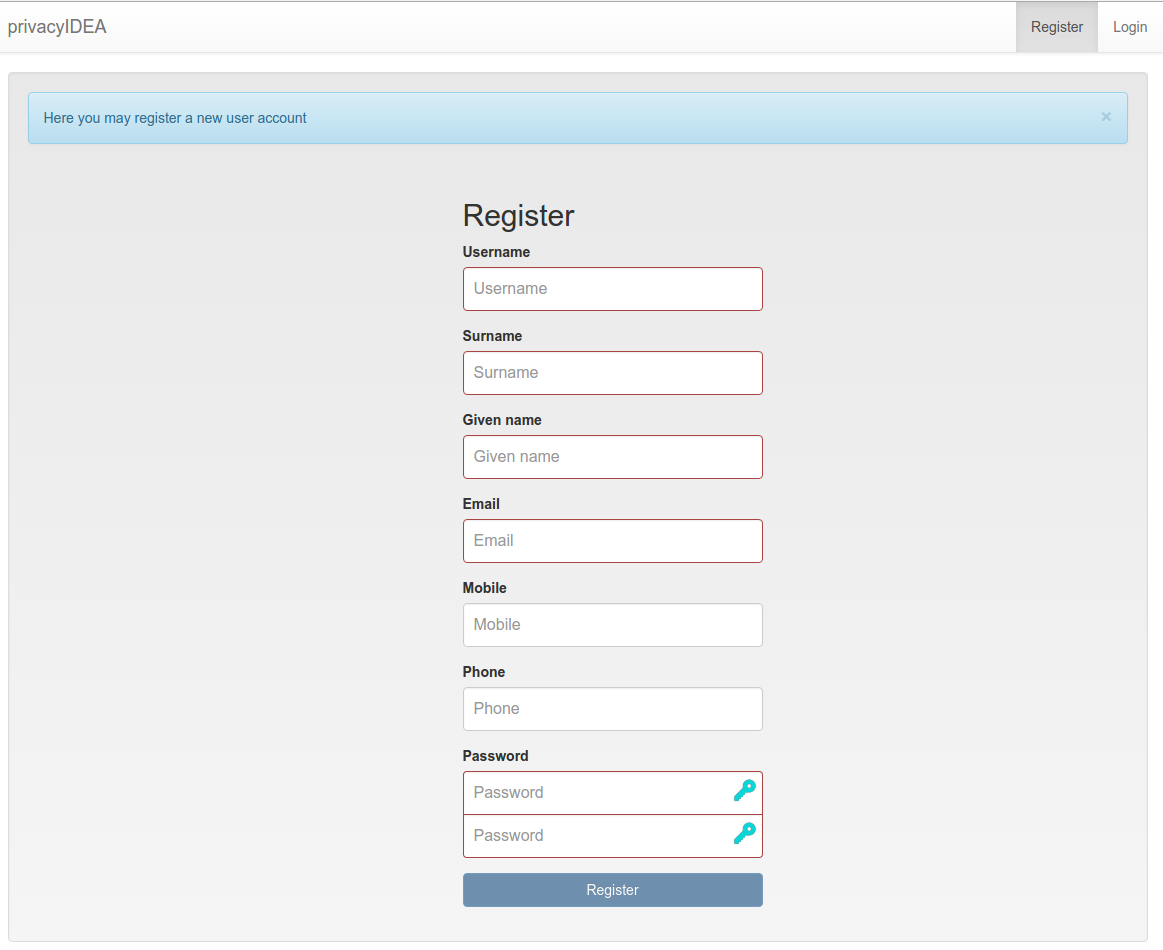 privacyIDEA
Register
Login
Here you may register a new user account
×
Register
Username
Username
Surname
Surname
Given name
Given name
Email
Email
Mobile
Mobile
Phone
Phone
Password
Password
Password
Register